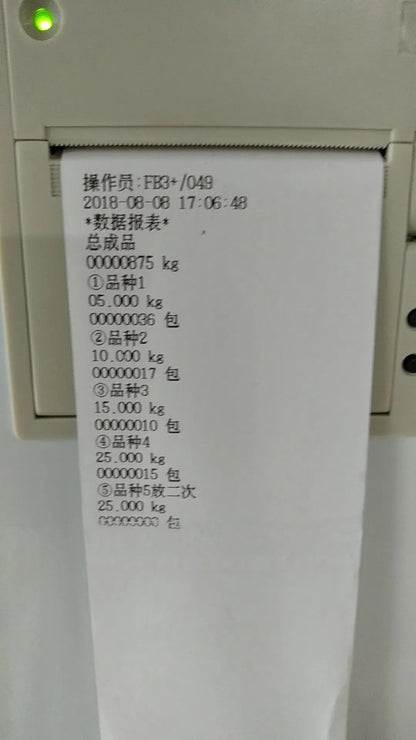 操作员:FB3+/049
2018-08-08 17:06:48
*数据报表*
总成品
00000875 kg
①品种1
05.000 kg
00000036 包
②品种2
10.000 kg
00000017 包
③品种3
15.000 kg
00000010 包
④品种4
25.000 kg
00000015 包
⑤品种5放二次
25.000 kg
00000000 包